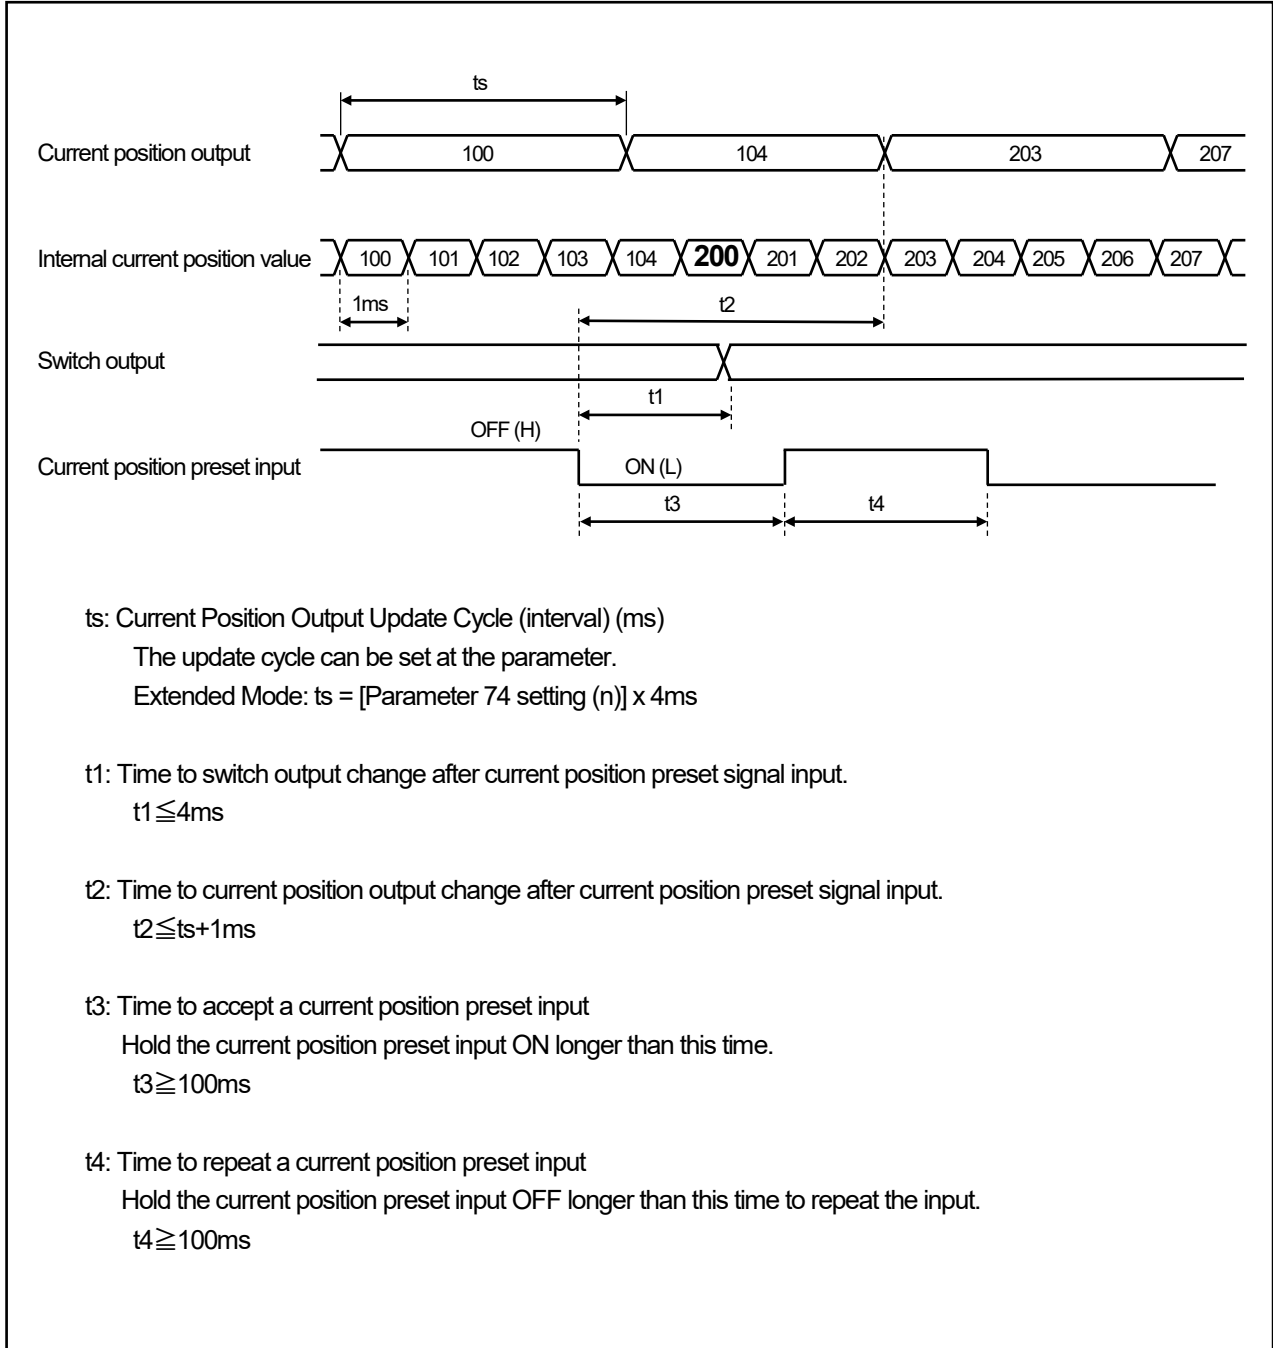 ts
Current position output 100 104 203 207
Internal current position value 100 101 102 103 104 200 201 202 203 204 205 206 207
1ms t2
Switch output
t1
OFF (H)
Current position preset input ON (L)
t3 t4
ts: Current Position Output Update Cycle (interval) (ms)
The update cycle can be set at the parameter.
Extended Mode: ts = [Parameter 74 setting (n)] x 4ms
t1: Time to switch output change after current position preset signal input.
t1≦4ms
t2: Time to current position output change after current position preset signal input.
t2≦ts+1ms
t3: Time to accept a current position preset input
Hold the current position preset input ON longer than this time.
t3≧100ms
t4: Time to repeat a current position preset input
Hold the current position preset input OFF longer than this time to repeat the input.
t4≧100ms